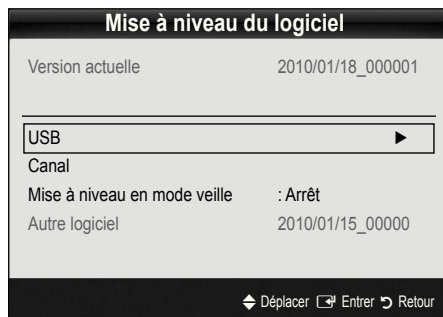 Mise à niveau du logiciel
Version actuelle 2010/01/18_000001
USB ►
Canal
Mise à niveau en mode veille : Arrêt
Autre logiciel 2010/01/15_00000
Déplacer Entrer Retour